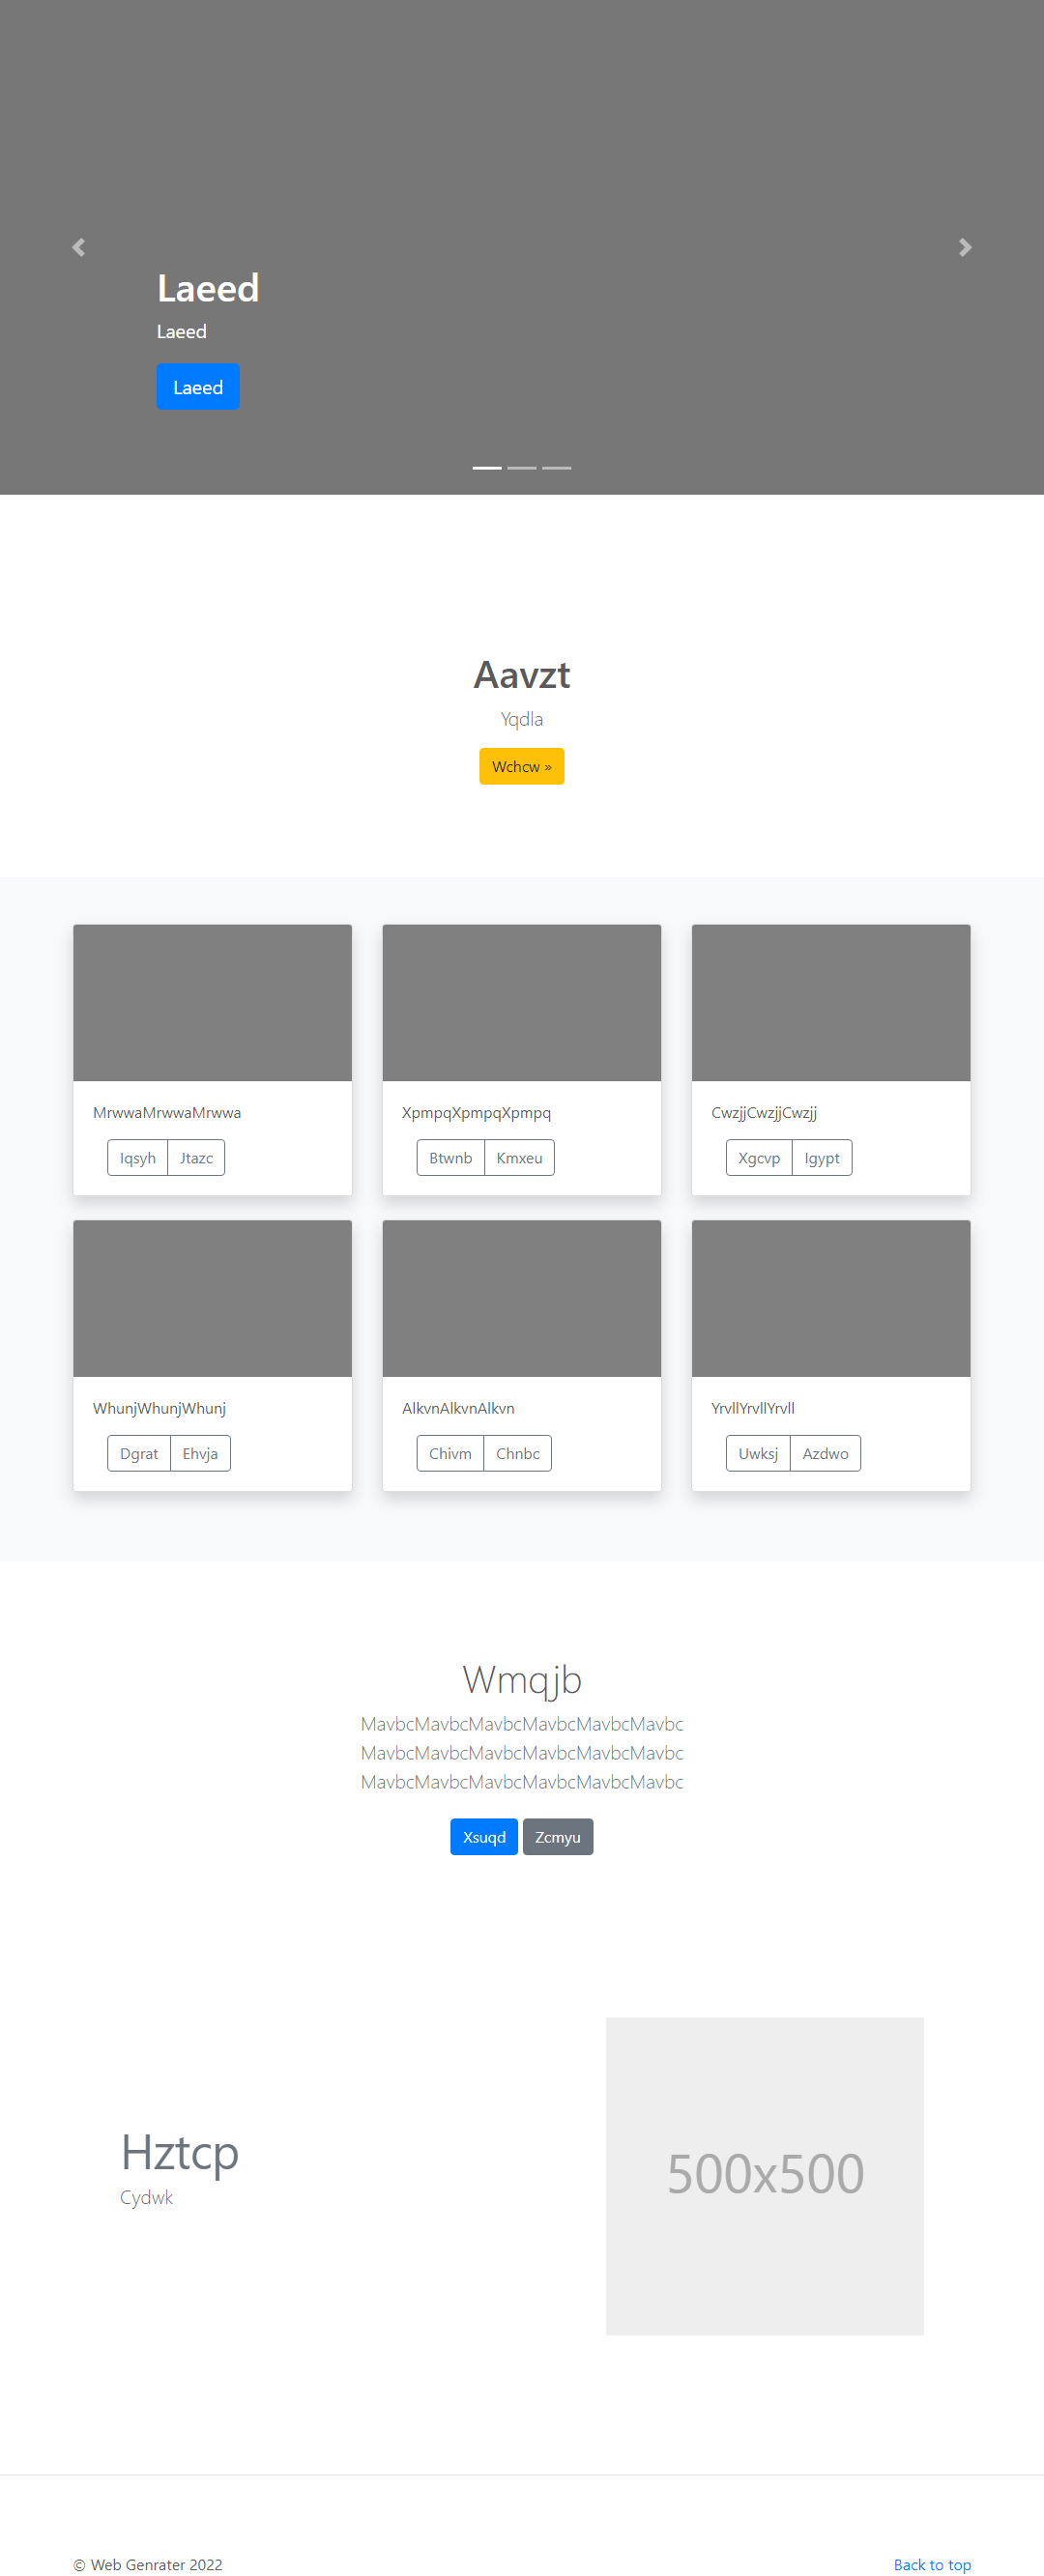 Laeed
Laeed
Laeed
Aavzt
Yqdla
Wchcw »
MrwwaMrwwaMrwwa
Iqsyh Jtazc
XpmpqXpmpqXpmpq
Btwnb Kmxeu
CwzjjCwzjjCwzjj
Xgcvp Igypt
WhunjWhunjWhunj
Dgrat Ehvja
AlkvnAlkvnAlkvn
Chivm Chnbc
YrvllYrvllYrvll
Uwksj Azdwo
Wmqjb
MavbcMavbcMavbcMavbcMavbcMavbc
MavbcMavbcMavbcMavbcMavbcMavbc
MavbcMavbcMavbcMavbcMavbcMavbc
Xsuqd Zcmyu
Hztcp
Cydwk
500x500
© Web Genrater 2022
Back to top